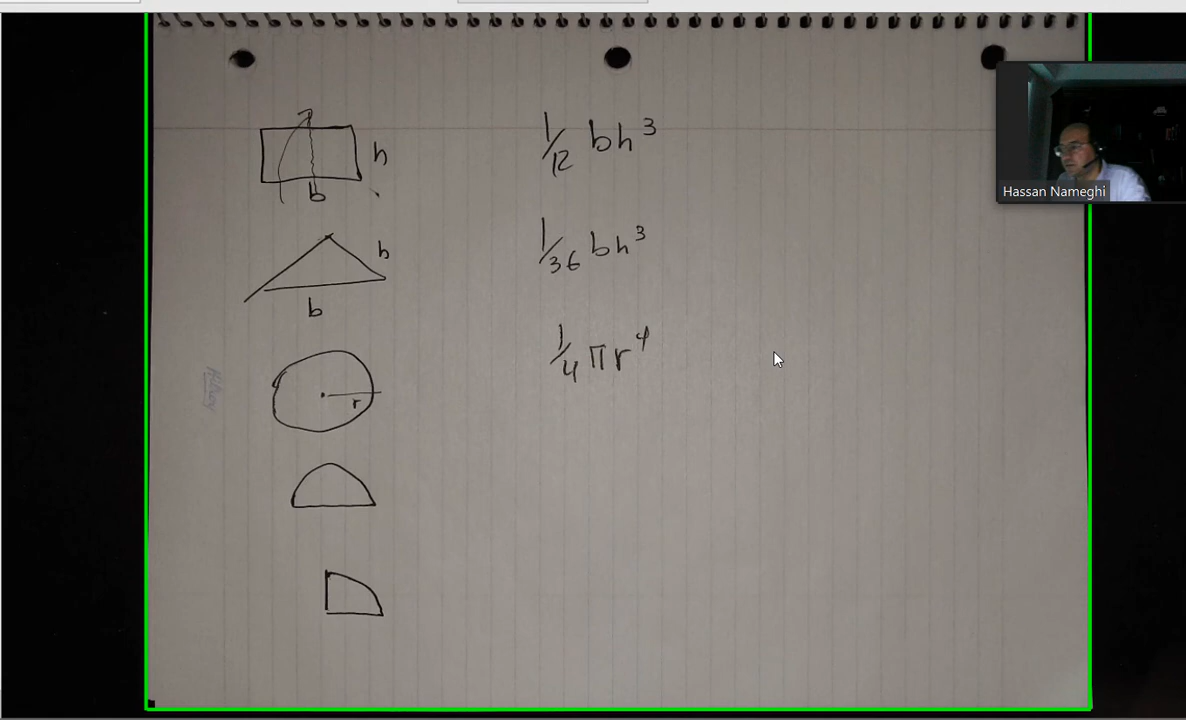 h
b
1/12 bh³
h
b
1/36 bh³
r
1/4 πr⁴
Hassan Nameghi